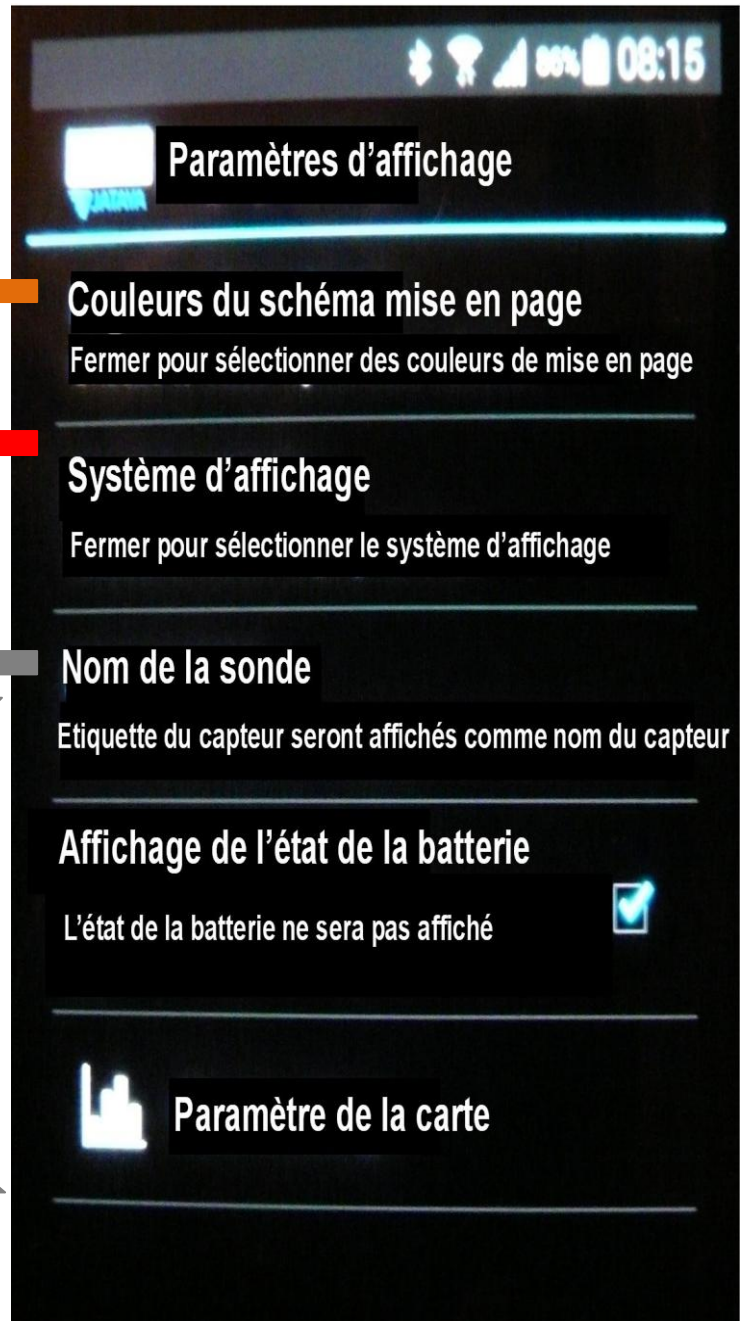 86% 08:15
Paramètres d’affichage
JATAYA
Couleurs du schéma mise en page
Fermer pour sélectionner des couleurs de mise en page
Système d’affichage
Fermer pour sélectionner le système d’affichage
Nom de la sonde
Etiquette du capteur seront affichés comme nom du capteur
Affichage de l’état de la batterie
L’état de la batterie ne sera pas affiché
Paramètre de la carte